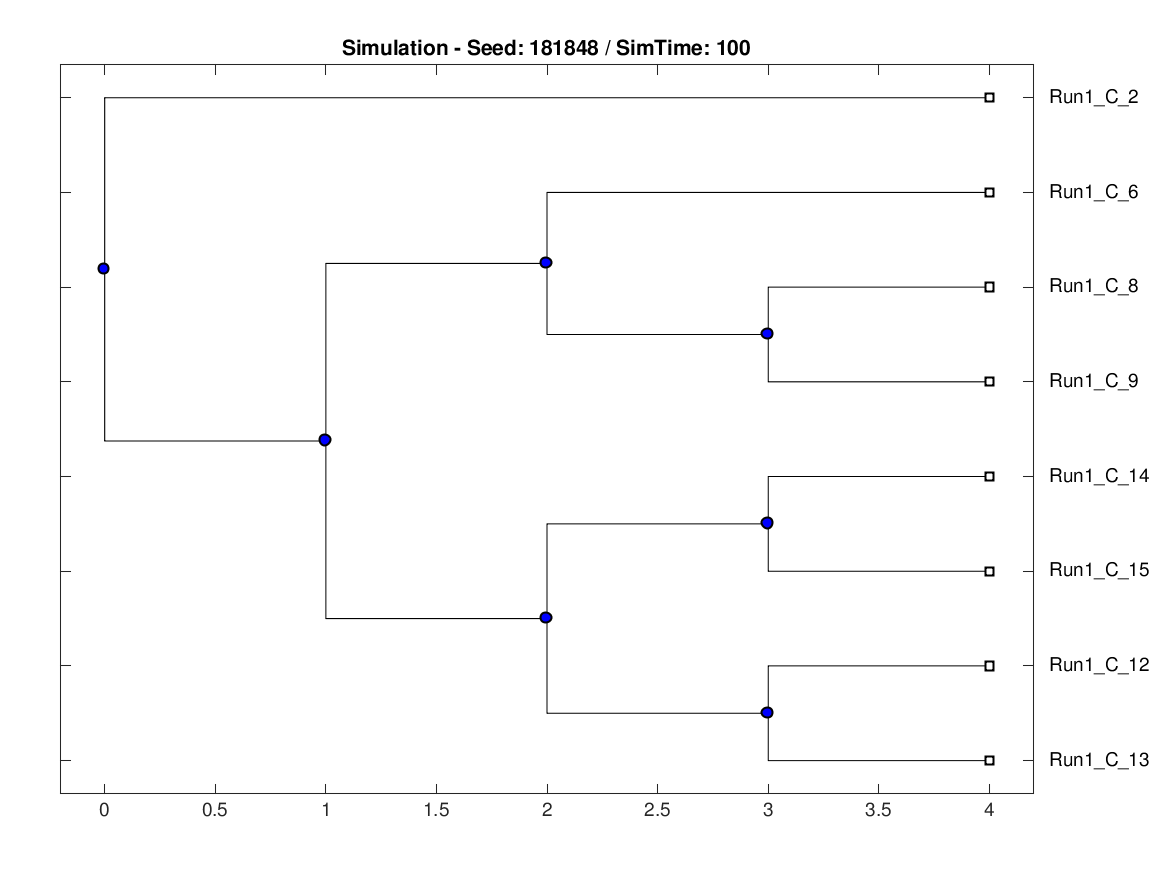 Simulation - Seed: 181848 / SimTime: 100
Run1_C_2
Run1_C_6
Run1_C_8
Run1_C_9
Run1_C_14
Run1_C_15
Run1_C_12
Run1_C_13
0 0.5 1 1.5 2 2.5 3 3.5 4